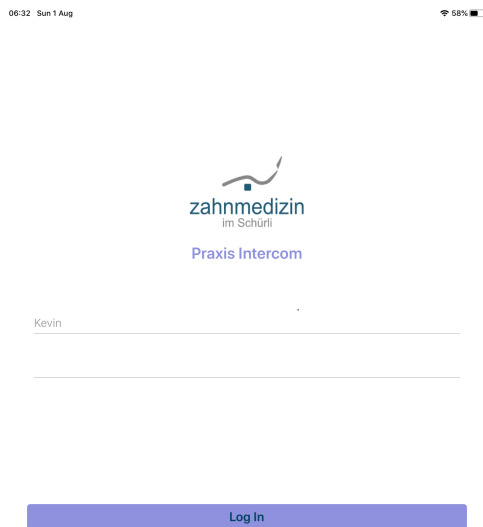 06:32 Sun 1 Aug 58%
zahnmedizin
im Schürli
Praxis Intercom
Kevin
Log In